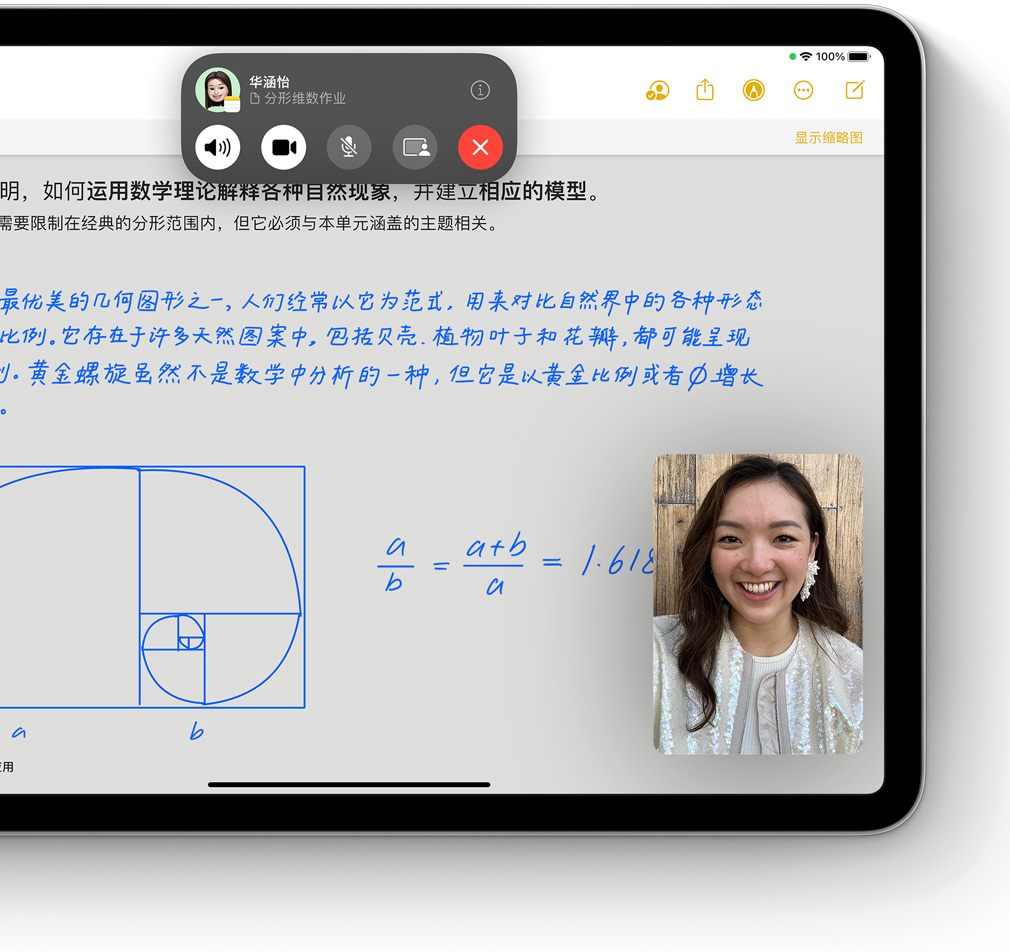 100%
华涵怡
分形维数作业
显示缩略图
明，如何运用数学理论解释各种自然现象，并建立相应的模型。
需要限制在经典的分形范围内，但它必须与本单元涵盖的主题相关。
最优美的几何图形之一，人们经常以它为范式，用来对比自然界中的各种形态
比例。它存在于许多天然图案中，包括贝壳、植物叶子和花瓣，都可能呈现
。黄金螺旋虽然不是数学中分析的一种，但它是以黄金比例或者φ增长
。
a/b = (a+b)/a = 1.618
a
b
应用